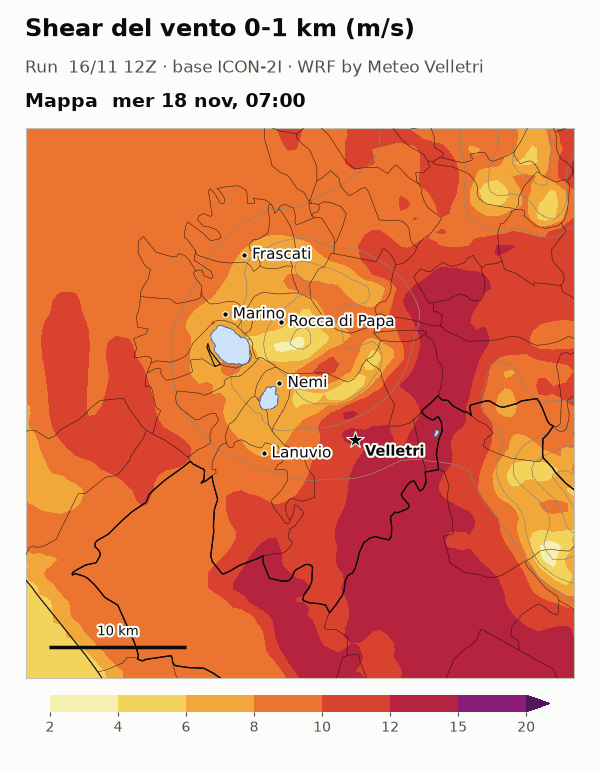 Shear del vento 0-1 km (m/s)
Run  16/11 12Z · base ICON-2I · WRF by Meteo Velletri
Mappa  mer 18 nov, 07:00
Frascati
Marino
Rocca di Papa
Nemi
Velletri
Lanuvio
10 km
2 4 6 8 10 12 15 20